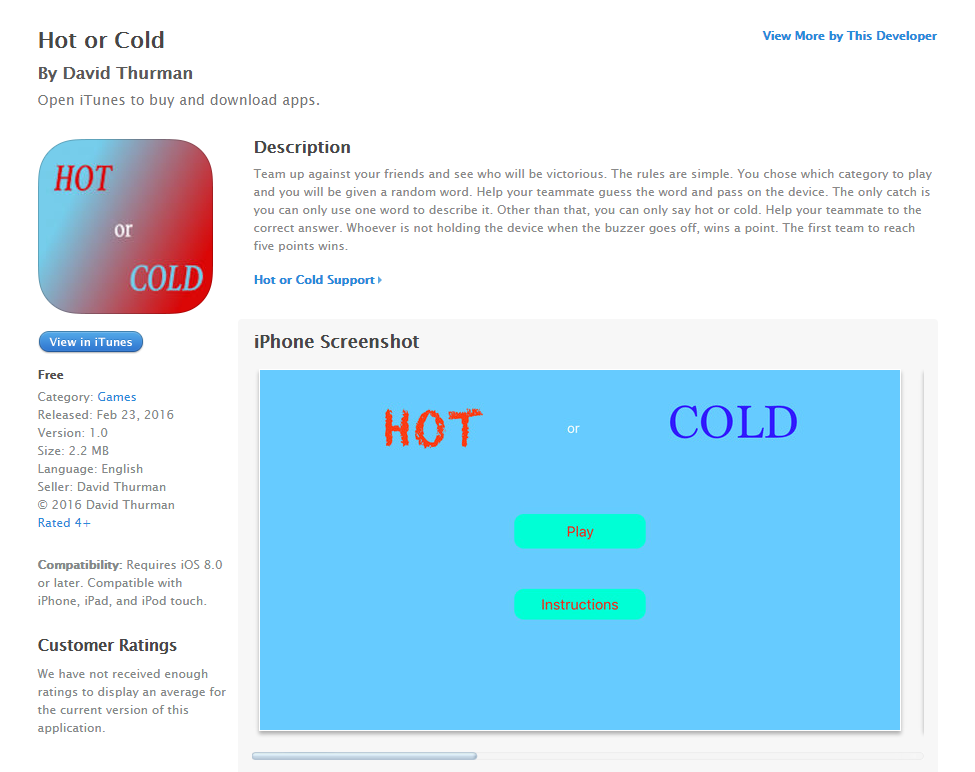 Hot or Cold
View More by This Developer
By David Thurman
Open iTunes to buy and download apps.
HOT
or
COLD
View in iTunes
Free
Category: Games
Released: Feb 23, 2016
Version: 1.0
Size: 2.2 MB
Language: English
Seller: David Thurman
© 2016 David Thurman
Rated 4+
Compatibility: Requires iOS 8.0
or later. Compatible with
iPhone, iPad, and iPod touch.
Customer Ratings
We have not received enough
ratings to display an average for
the current version of this
application.
Description
Team up against your friends and see who will be victorious. The rules are simple. You chose which category to play
and you will be given a random word. Help your teammate guess the word and pass on the device. The only catch is
you can only use one word to describe it. Other than that, you can only say hot or cold. Help your teammate to the
correct answer. Whoever is not holding the device when the buzzer goes off, wins a point. The first team to reach
five points wins.
Hot or Cold Support
iPhone Screenshot
HOT or COLD
Play
Instructions